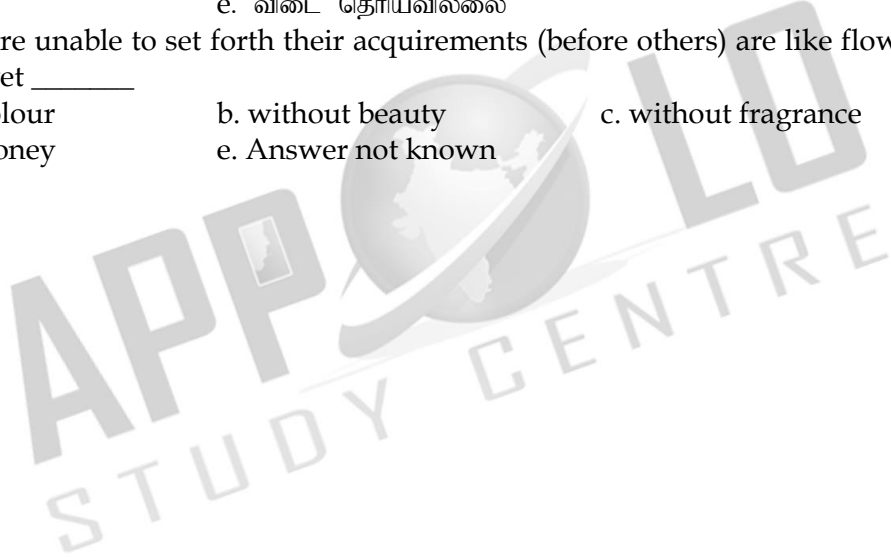 e. விடை தெரியவில்லை
re unable to set forth their acquirements (before others) are like flow
et _______
olour b. without beauty c. without fragrance
oney e. Answer not known
APPOLO
STUDY CENTRE